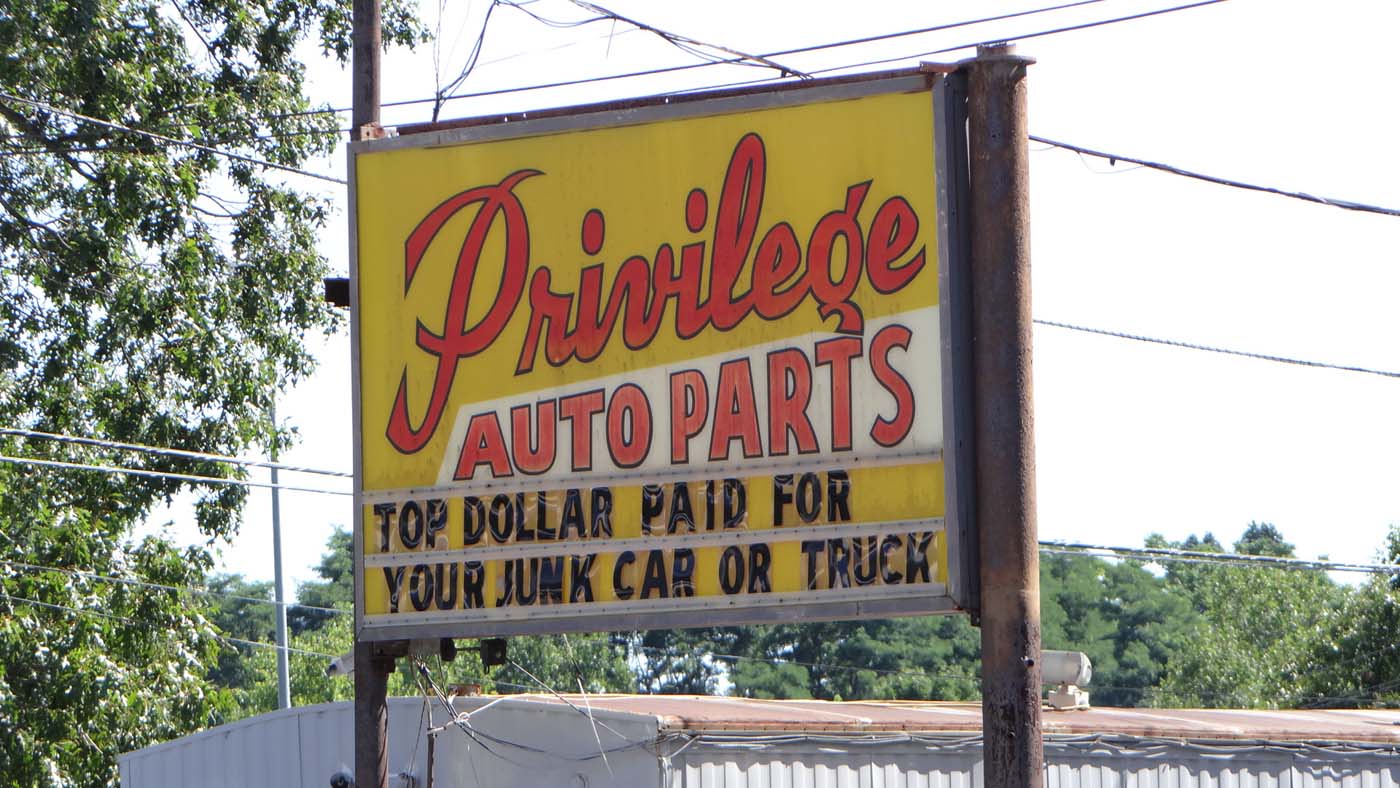 Privilege
AUTO PARTS
TOP DOLLAR PAID FOR
YOUR JUNK CAR OR TRUCK